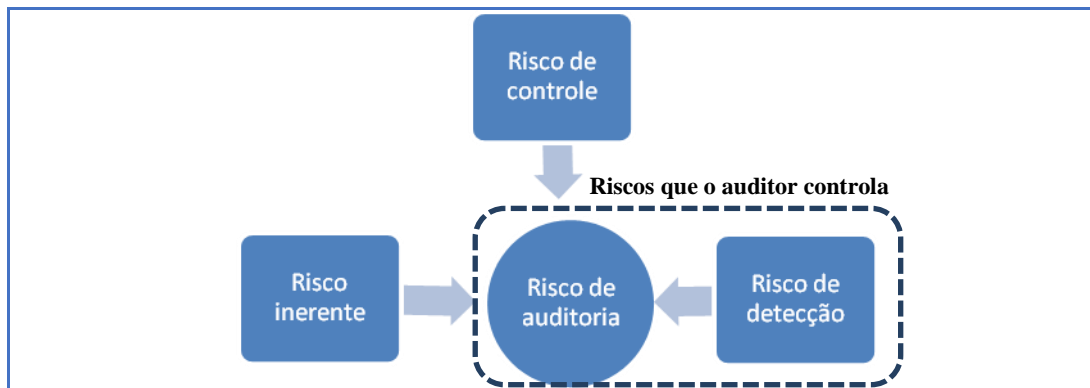 Risco de
controle
Riscos que o auditor controla
Risco
inerente
Risco de
auditoria
Risco de
detecção